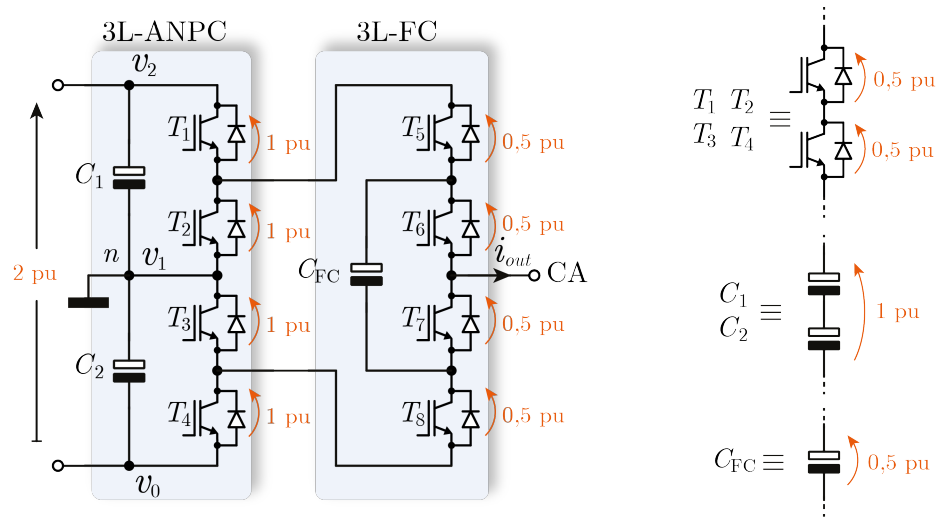 3L-ANPC
3L-FC
v2
T1
1 pu
T5
0,5 pu
C1
T2
1 pu
T6
0,5 pu
n
v1
CFC
iout
CA
2 pu
T3
1 pu
T7
0,5 pu
C2
T4
1 pu
T8
0,5 pu
v0
T1 T2
T3 T4
≡
0,5 pu
0,5 pu
C1
C2
≡
1 pu
CFC ≡
0,5 pu